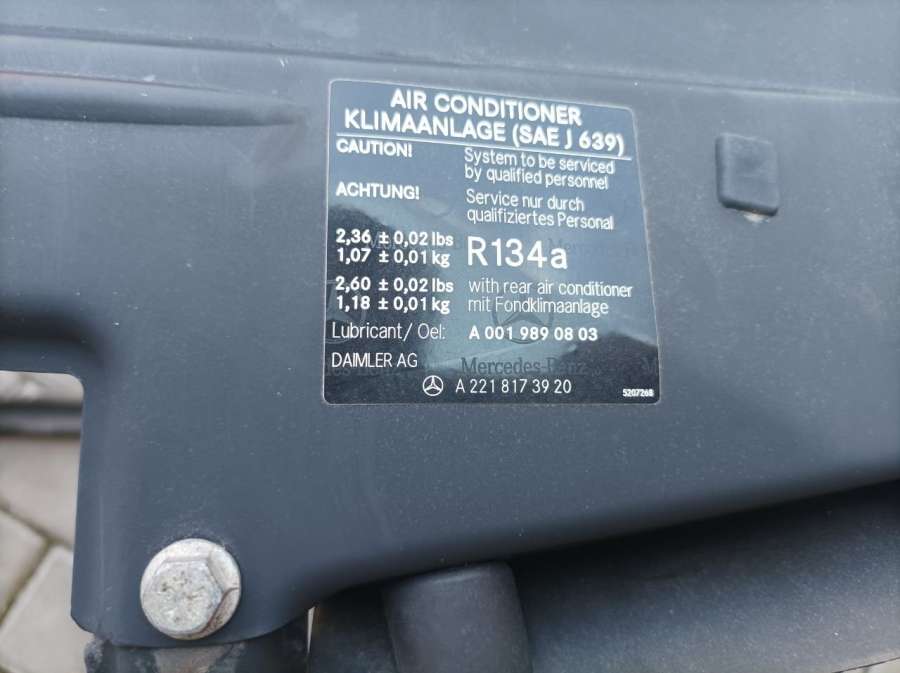 AIR CONDITIONER
KLIMAANLAGE (SAE J 639)
CAUTION! System to be serviced
by qualified personnel
ACHTUNG! Service nur durch
qualifiziertes Personal
2,36 ± 0,02 lbs
1,07 ± 0,01 kg R134a
2,60 ± 0,02 lbs with rear air conditioner
1,18 ± 0,01 kg mit Fondklimaanlage
Lubricant/ Oel: A 001 989 08 03
DAIMLER AG Mercedes-Benz
A 221 817 39 20 5207268